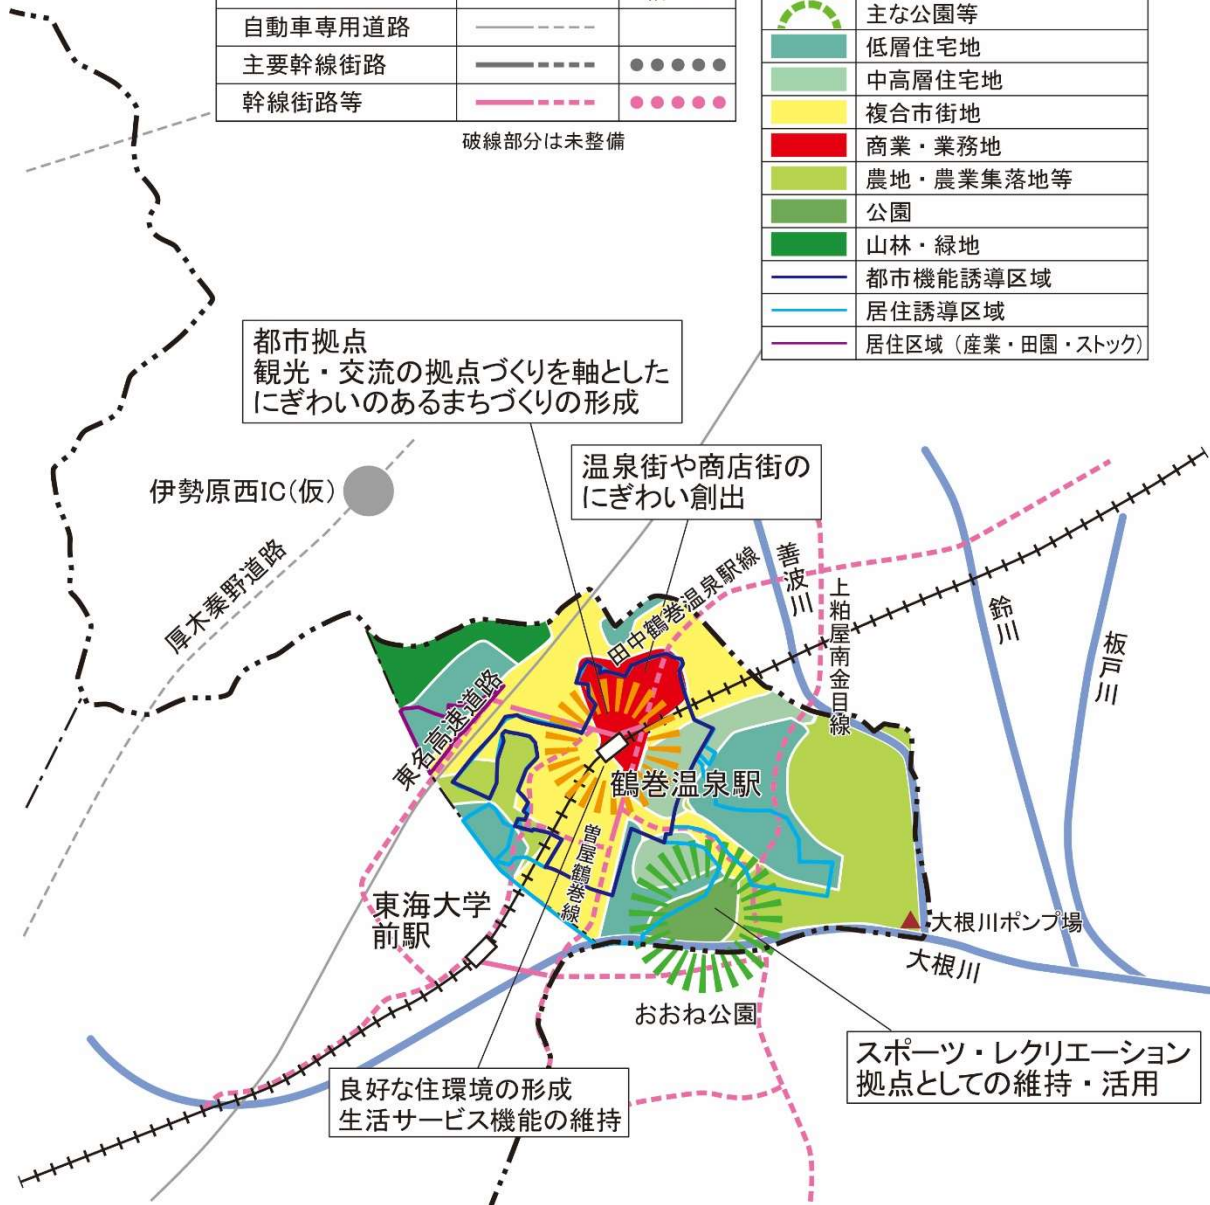 自動車専用道路
主要幹線街路
幹線街路等
破線部分は未整備
主な公園等
低層住宅地
中高層住宅地
複合市街地
商業・業務地
農地・農業集落地等
公園
山林・緑地
都市機能誘導区域
居住誘導区域
居住区域（産業・田園・ストック）
都市拠点
観光・交流の拠点づくりを軸とした
にぎわいのあるまちづくりの形成
温泉街や商店街の
にぎわい創出
伊勢原西IC(仮)
厚木秦野道路
田中鶴巻温泉駅線
善波川
上粕屋南金目線
鈴川
板戸川
東名高速道路
鶴巻温泉駅
曽屋鶴巻線
東海大学
前駅
大根川ポンプ場
大根川
おおね公園
スポーツ・レクリエーション
拠点としての維持・活用
良好な住環境の形成
生活サービス機能の維持